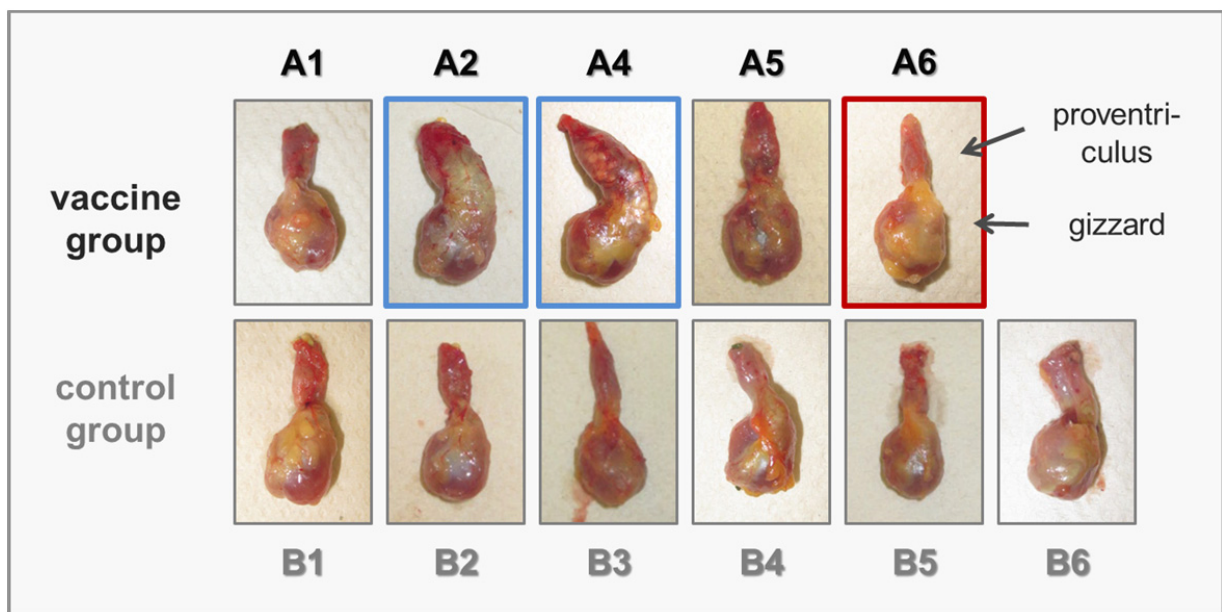 A1 A2 A4 A5 A6
proventri-
culus
vaccine
group
gizzard
control
group
B1 B2 B3 B4 B5 B6